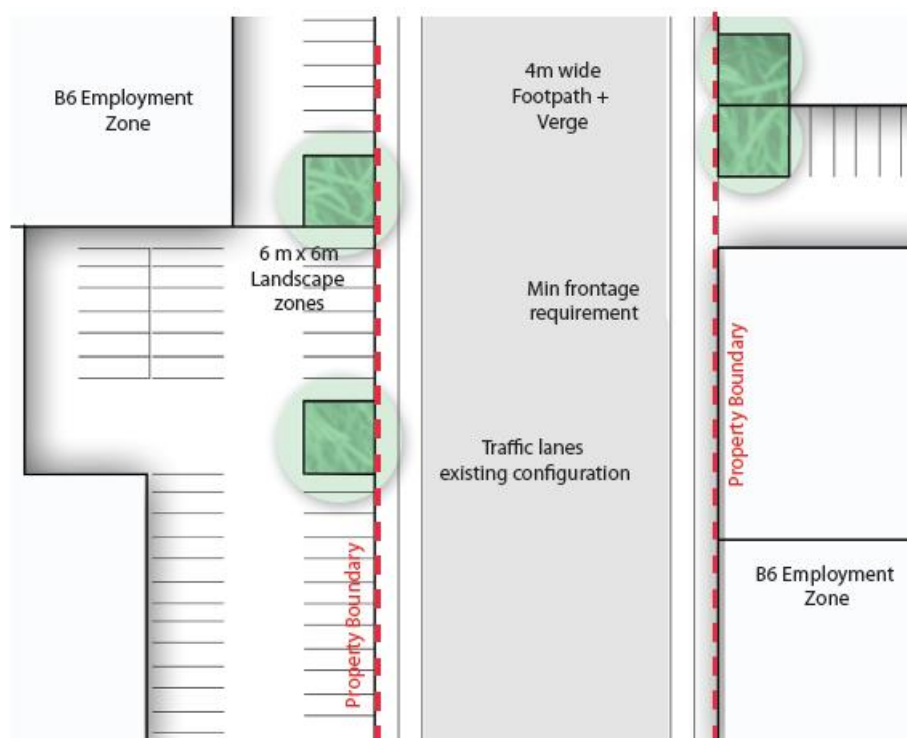 4m wide
Footpath +
Verge
B6 Employment
Zone
6 m x 6m
Landscape
zones
Min frontage
requirement
Property Boundary
Traffic lanes
existing configuration
Property Boundary
B6 Employment
Zone